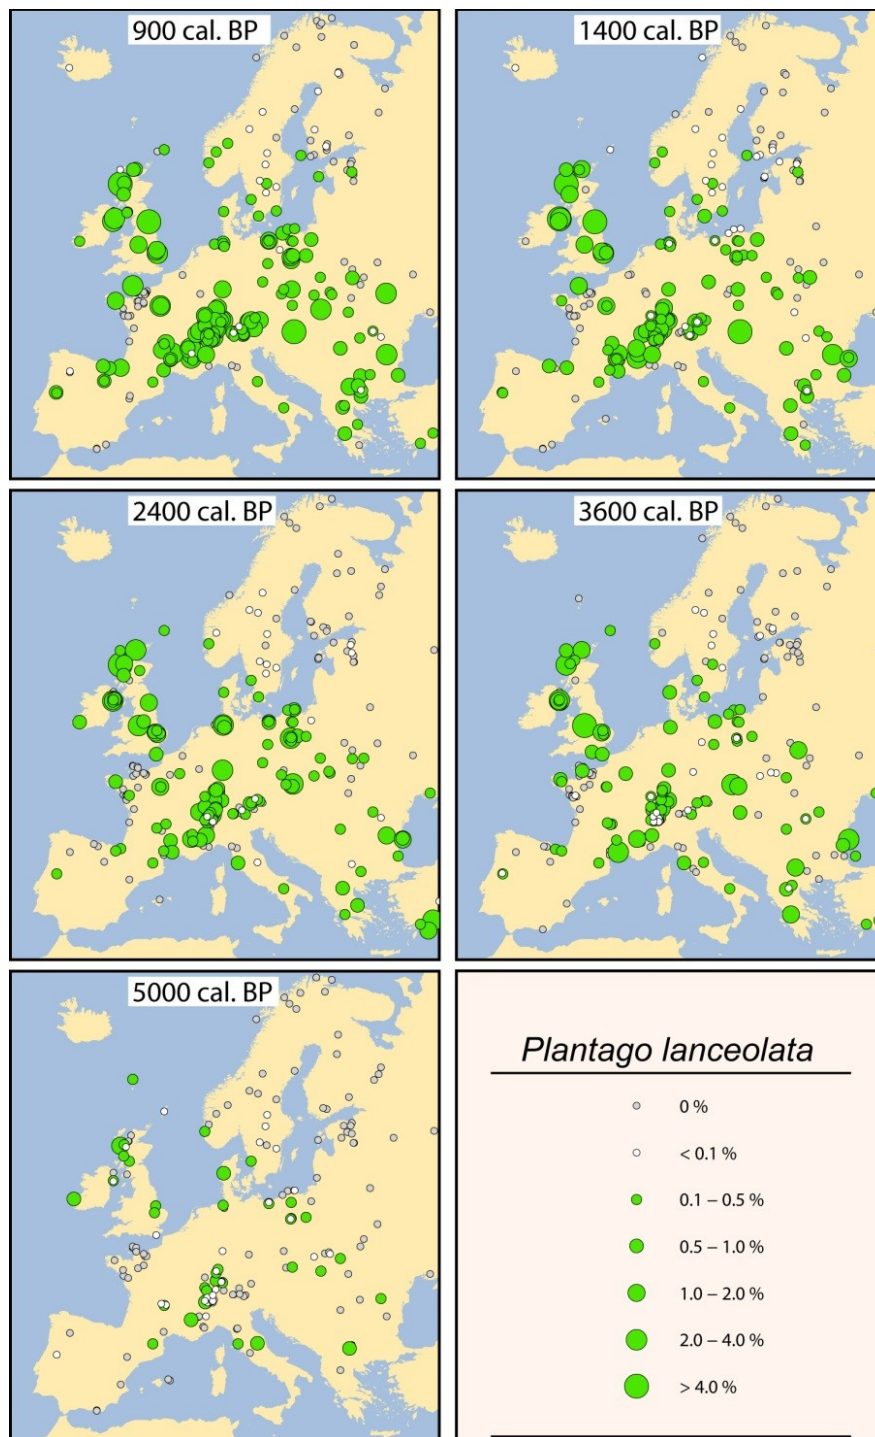 900 cal. BP
1400 cal. BP
2400 cal. BP
3600 cal. BP
5000 cal. BP
Plantago lanceolata
0 %
< 0.1 %
0.1 – 0.5 %
0.5 – 1.0 %
1.0 – 2.0 %
2.0 – 4.0 %
> 4.0 %